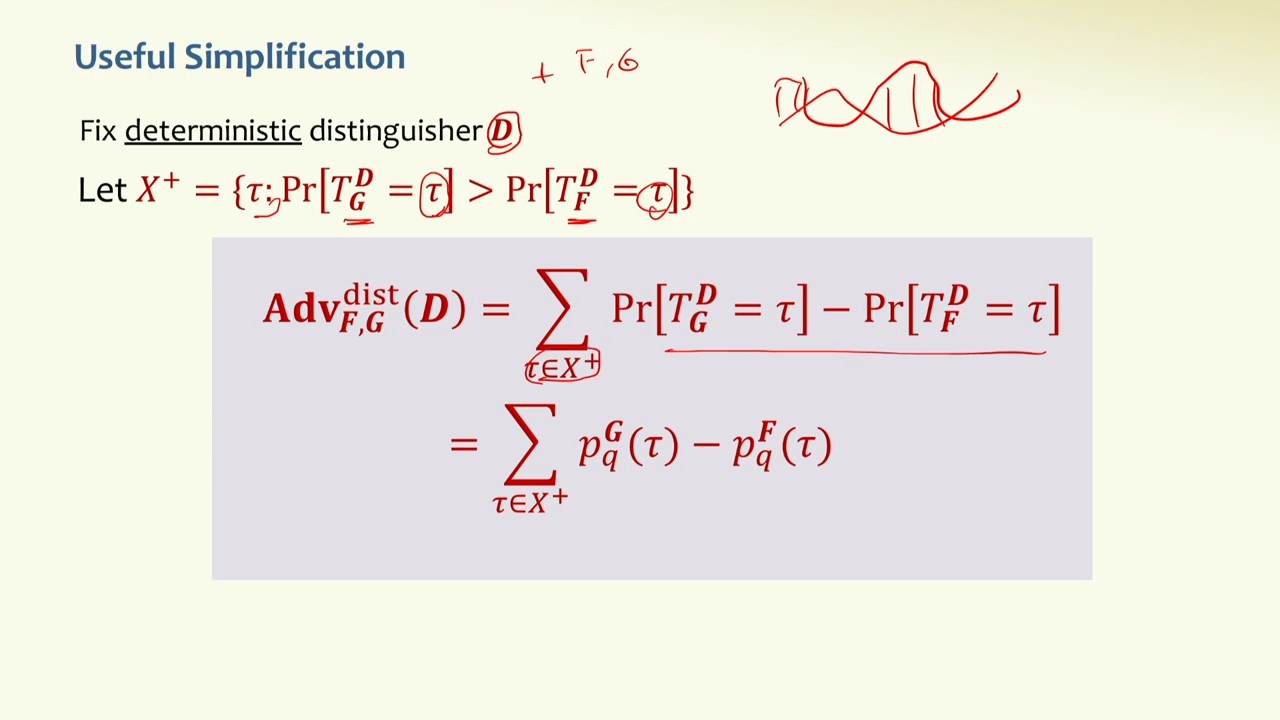 Useful Simplification
+ F, G
Fix deterministic distinguisher D
Let X⁺ = {τ: Pr[T_G^D = τ] > Pr[T_F^D = τ]}
Adv_{F,G}^{dist}(D) = ∑_{τ∈X⁺} Pr[T_G^D = τ] − Pr[T_F^D = τ]
= ∑_{τ∈X⁺} p_q^G(τ) − p_q^F(τ)